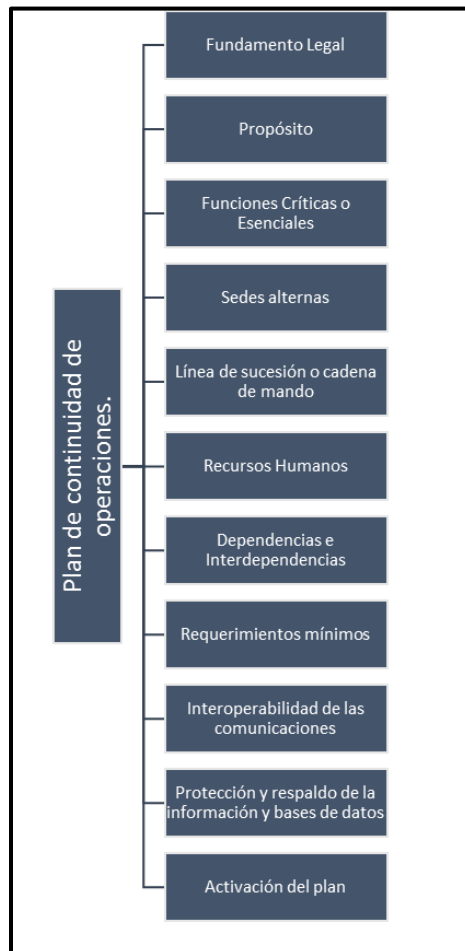 Plan de continuidad de
operaciones.
Fundamento Legal
Propósito
Funciones Críticas o
Esenciales
Sedes alternas
Línea de sucesión o cadena
de mando
Recursos Humanos
Dependencias e
Interdependencias
Requerimientos mínimos
Interoperabilidad de las
comunicaciones
Protección y respaldo de la
información y bases de datos
Activación del plan